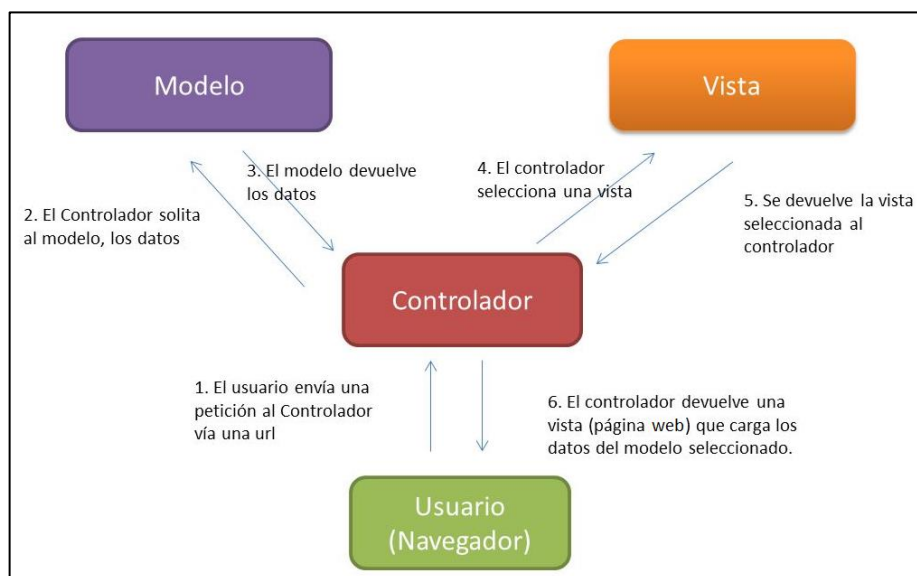 Modelo
Vista
3. El modelo devuelve
los datos
4. El controlador
selecciona una vista
2. El Controlador solita
al modelo, los datos
5. Se devuelve la vista
seleccionada al
controlador
Controlador
1. El usuario envía una
petición al Controlador
vía una url
6. El controlador devuelve una
vista (página web) que carga los
datos del modelo seleccionado.
Usuario
(Navegador)